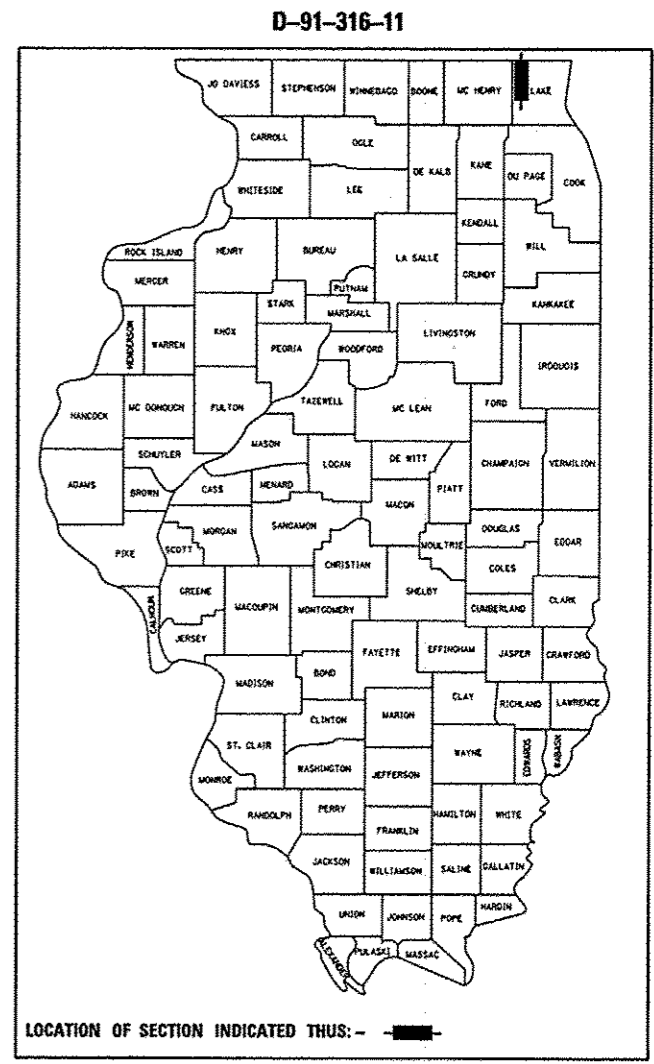 D-91-316-11
JO DAVIESS STEPHENSON WINNEBAGO BOONE MC HENRY LAKE
CARROLL OGLE
DE KALB KANE DU PAGE COOK
WHITESIDE LEE
KENDALL WILL
ROCK ISLAND HENRY BUREAU LA SALLE GRUNDY
MERCER PUTNAM
STARK MARSHALL KANKAKEE
HENDERSON WARREN KNOX PEORIA WOODFORD LIVINGSTON
IROQUOIS
HANCOCK MC DONOUGH FULTON TAZEWELL MC LEAN FORD
MASON
SCHUYLER LOGAN DE WITT CHAMPAIGN VERMILION
ADAMS BROWN CASS MENARD MACON PIATT
MORGAN SANGAMON DOUGLAS EDGAR
PIKE SCOTT CHRISTIAN MOULTRIE COLES
GREENE SHELBY CLARK
CALHOUN MACOUPIN MONTGOMERY CUMBERLAND
JERSEY
FAYETTE EFFINGHAM JASPER CRAWFORD
MADISON BOND
CLAY RICHLAND LAWRENCE
CLINTON MARION
ST. CLAIR WAYNE EDWARDS WABASH
WASHINGTON JEFFERSON
MONROE
RANDOLPH PERRY HAMILTON WHITE
FRANKLIN
JACKSON WILLIAMSON SALINE GALLATIN
UNION JOHNSON POPE HARDIN
ALEXANDER PULASKI MASSAC
LOCATION OF SECTION INDICATED THUS: -